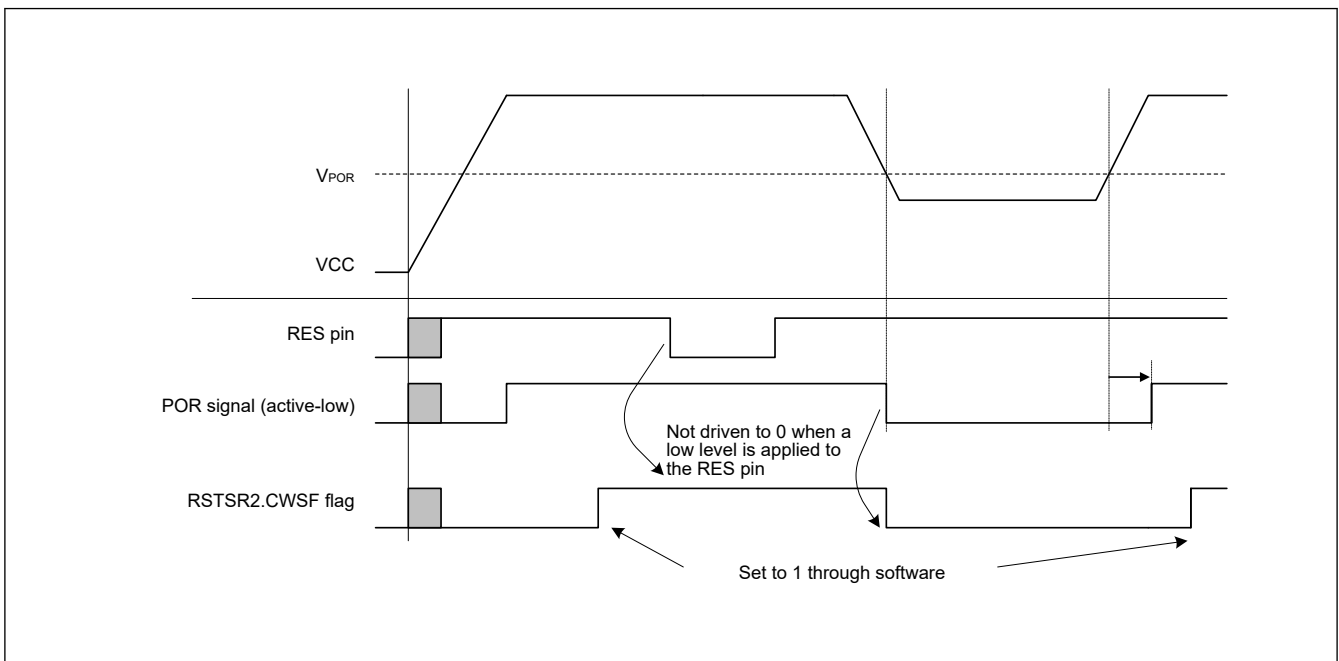 VPOR
VCC
RES pin
POR signal (active-low)
Not driven to 0 when a
low level is applied to
the RES pin
RSTSR2.CWSF flag
Set to 1 through software